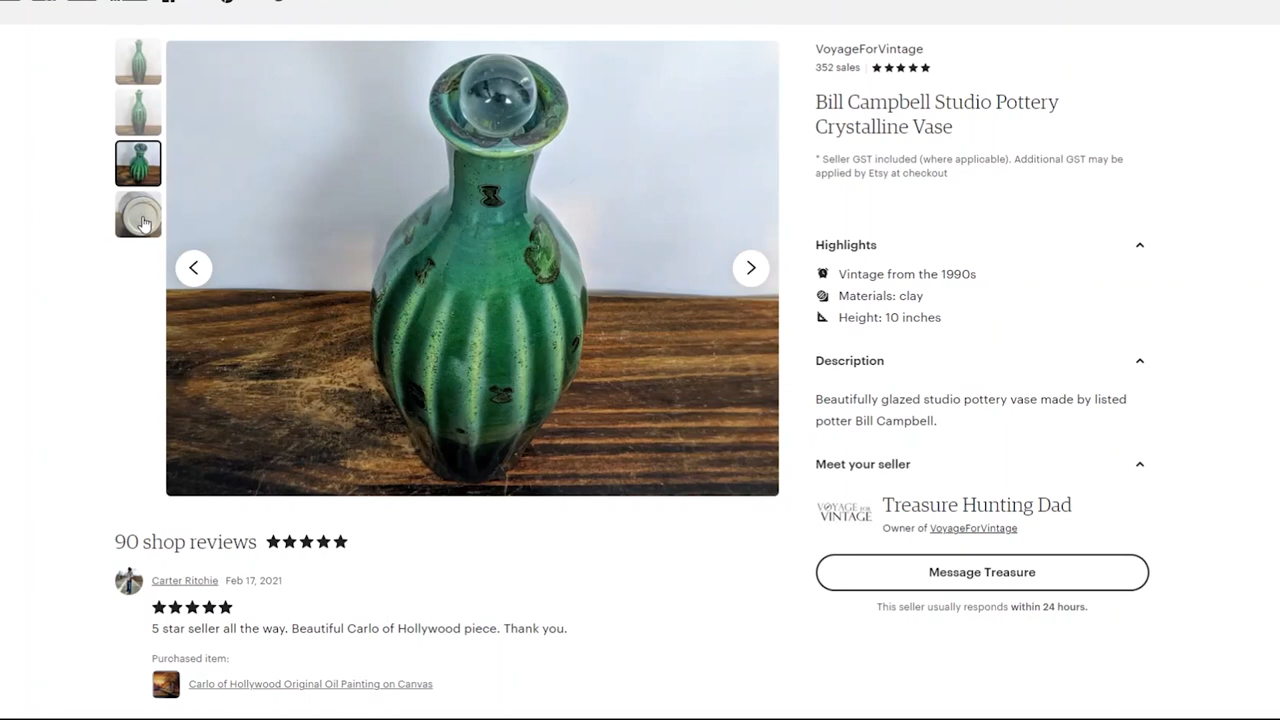 VoyageForVintage
352 sales
Bill Campbell Studio Pottery
Crystalline Vase
* Seller GST included (where applicable). Additional GST may be
applied by Etsy at checkout
Highlights
Vintage from the 1990s
Materials: clay
Height: 10 inches
Description
Beautifully glazed studio pottery vase made by listed
potter Bill Campbell.
Meet your seller
VOYAGE FOR
VINTAGE
Treasure Hunting Dad
Owner of VoyageForVintage
Message Treasure
This seller usually responds within 24 hours.
90 shop reviews
Carter Ritchie Feb 17, 2021
5 star seller all the way. Beautiful Carlo of Hollywood piece. Thank you.
Purchased item:
Carlo of Hollywood Original Oil Painting on Canvas